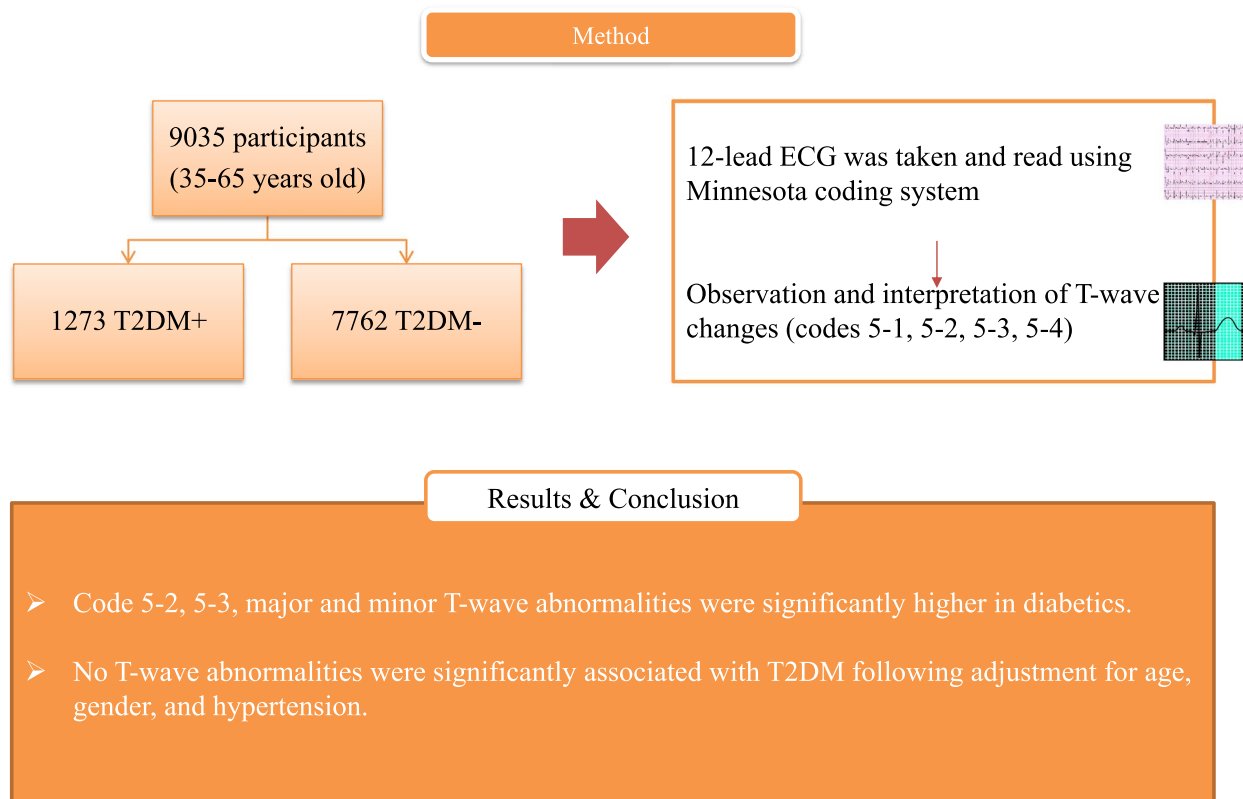 Method
9035 participants
(35-65 years old)
1273 T2DM+
7762 T2DM-
12-lead ECG was taken and read using
Minnesota coding system
Observation and interpretation of T-wave
changes (codes 5-1, 5-2, 5-3, 5-4)
Results & Conclusion
➢ Code 5-2, 5-3, major and minor T-wave abnormalities were significantly higher in diabetics.
➢ No T-wave abnormalities were significantly associated with T2DM following adjustment for age,
gender, and hypertension.